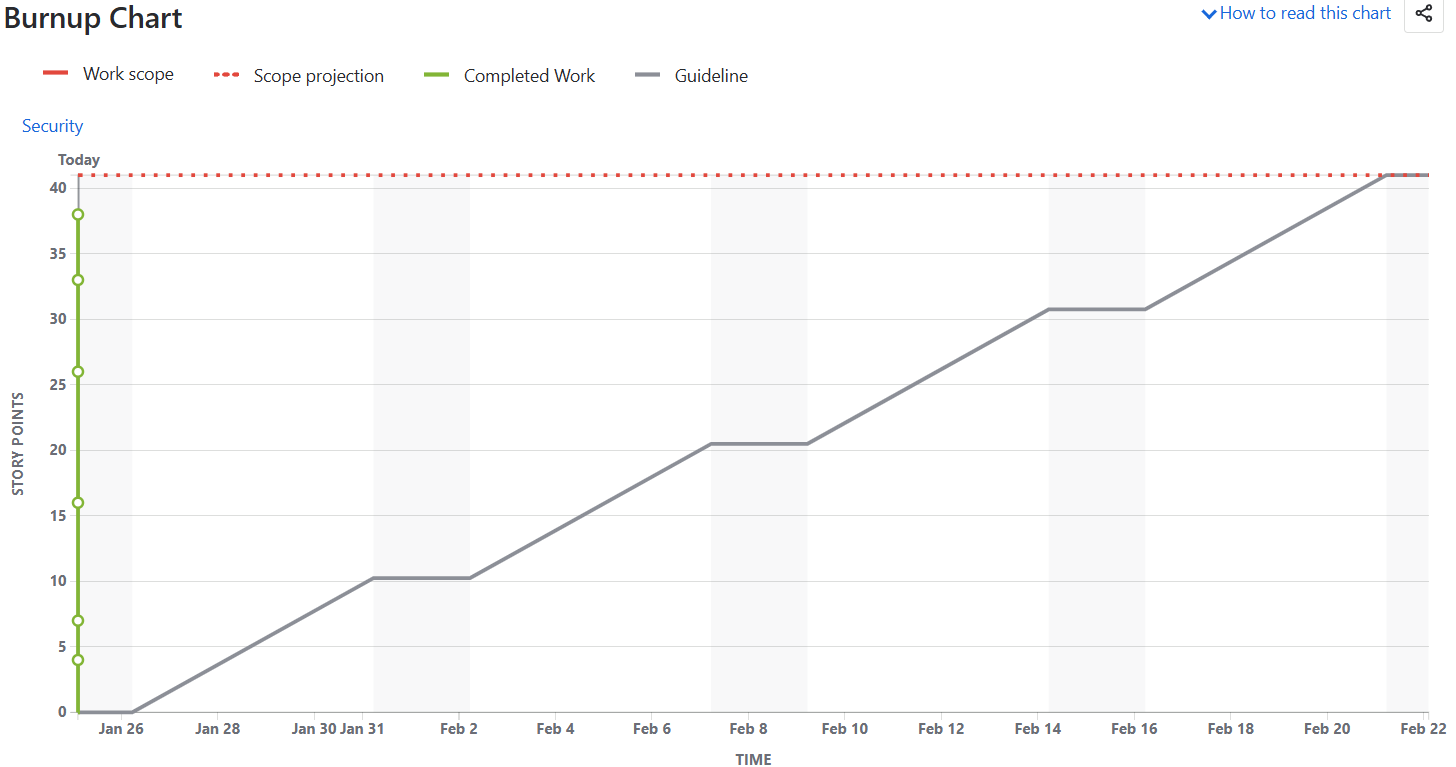 Burnup Chart
How to read this chart
Work scope
Scope projection
Completed Work
Guideline
Security
Today
40
35
30
25
20
15
10
5
0
STORY POINTS
Jan 26 Jan 28 Jan 30 Jan 31 Feb 2 Feb 4 Feb 6 Feb 8 Feb 10 Feb 12 Feb 14 Feb 16 Feb 18 Feb 20 Feb 22
TIME